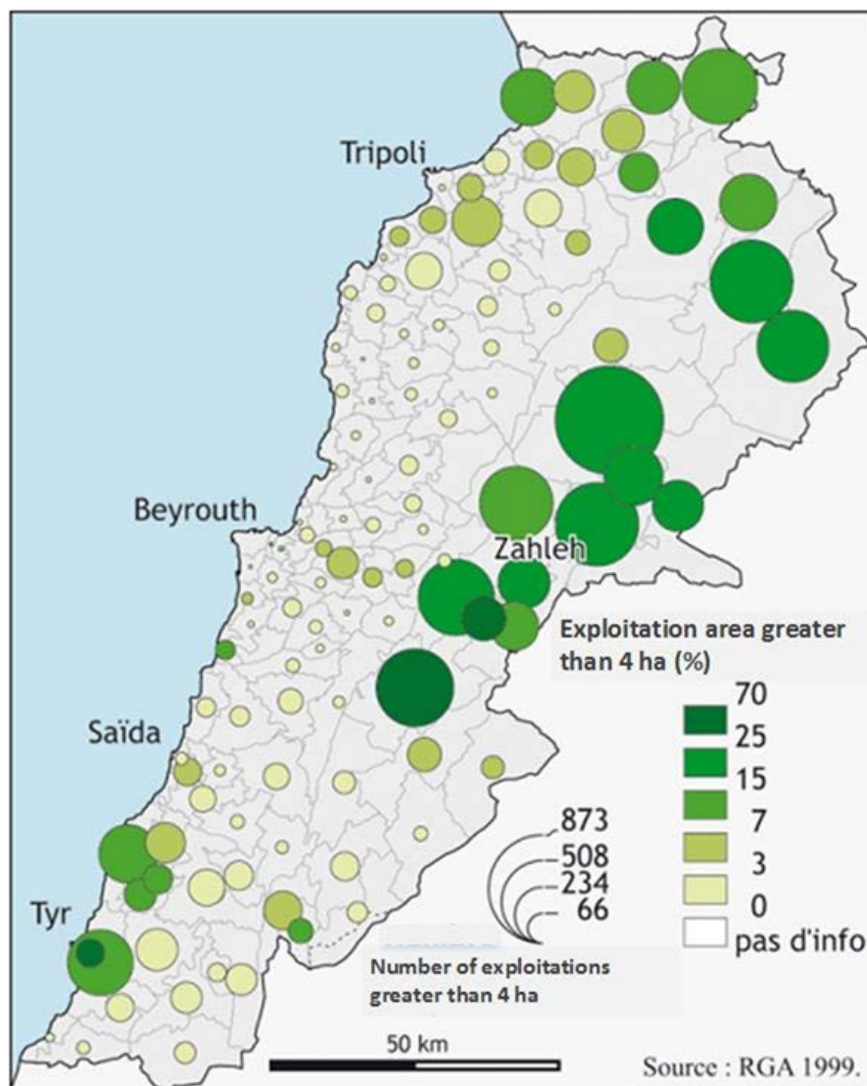 Tripoli
Beyrouth
Zahleh
Exploitation area greater
than 4 ha (%)
70
25
15
7
3
0
pas d'info
Saïda
873
508
234
66
Tyr
Number of exploitations
greater than 4 ha
50 km
Source : RGA 1999.